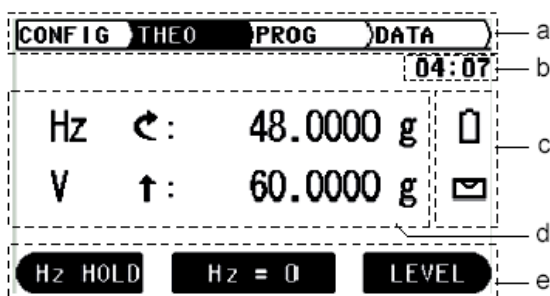 CONFIG THEO PROG DATA a
04:07 b
Hz : 48.0000 g
c
V : 60.0000 g
d
Hz HOLD Hz = 0 LEVEL e